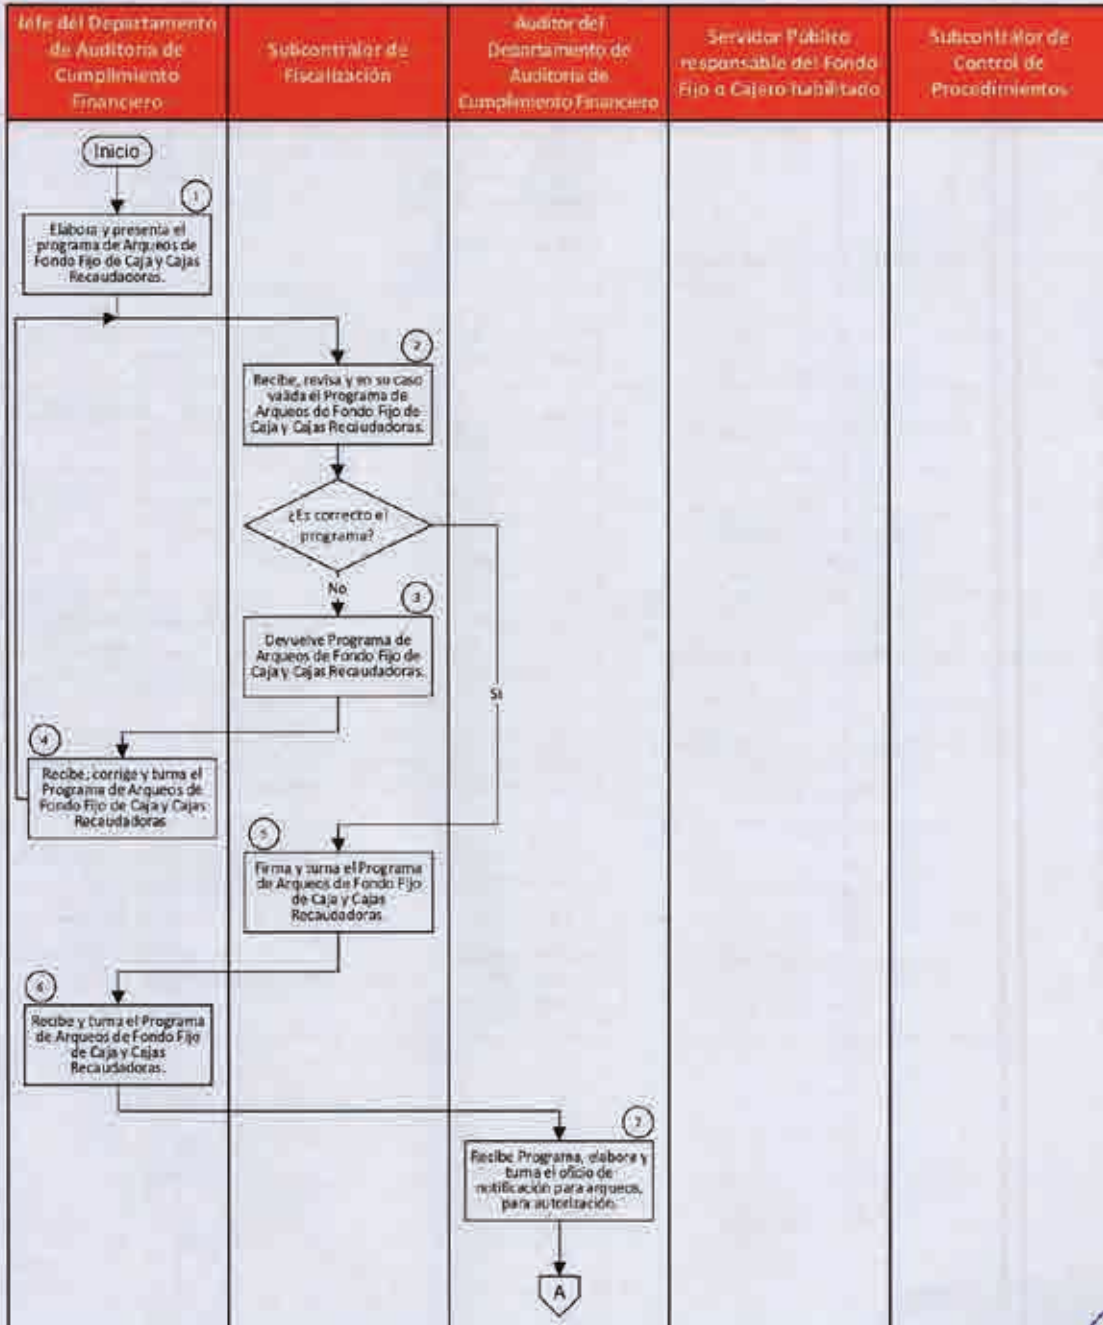 Jefe del Departamento
de Auditoría de
Cumplimiento
Financiero
Subcontralor de
Fiscalización
Auditor del
Departamento de
Auditoría de
Cumplimiento Financiero
Servidor Público
responsable del Fondo
Fijo o Cajero habilitado
Subcontralor de
Control de
Procedimientos
Inicio
1
Elabora y presenta el
programa de Arqueos de
Fondo Fijo de Caja y Cajas
Recaudadoras.
2
Recibe, revisa y en su caso
valida el Programa de
Arqueos de Fondo Fijo de
Caja y Cajas Recaudadoras.
¿Es correcto el
programa?
No
3
Devuelve Programa de
Arqueos de Fondo Fijo de
Caja y Cajas Recaudadoras.
Si
4
Recibe, corrige y turna el
Programa de Arqueos de
Fondo Fijo de Caja y Cajas
Recaudadoras
5
Firma y turna el Programa
de Arqueos de Fondo Fijo
de Caja y Cajas
Recaudadoras.
6
Recibe y turna el Programa
de Arqueos de Fondo Fijo
de Caja y Cajas
Recaudadoras.
7
Recibe Programa, elabora y
turna el oficio de
notificación para arqueos,
para autorización.
A